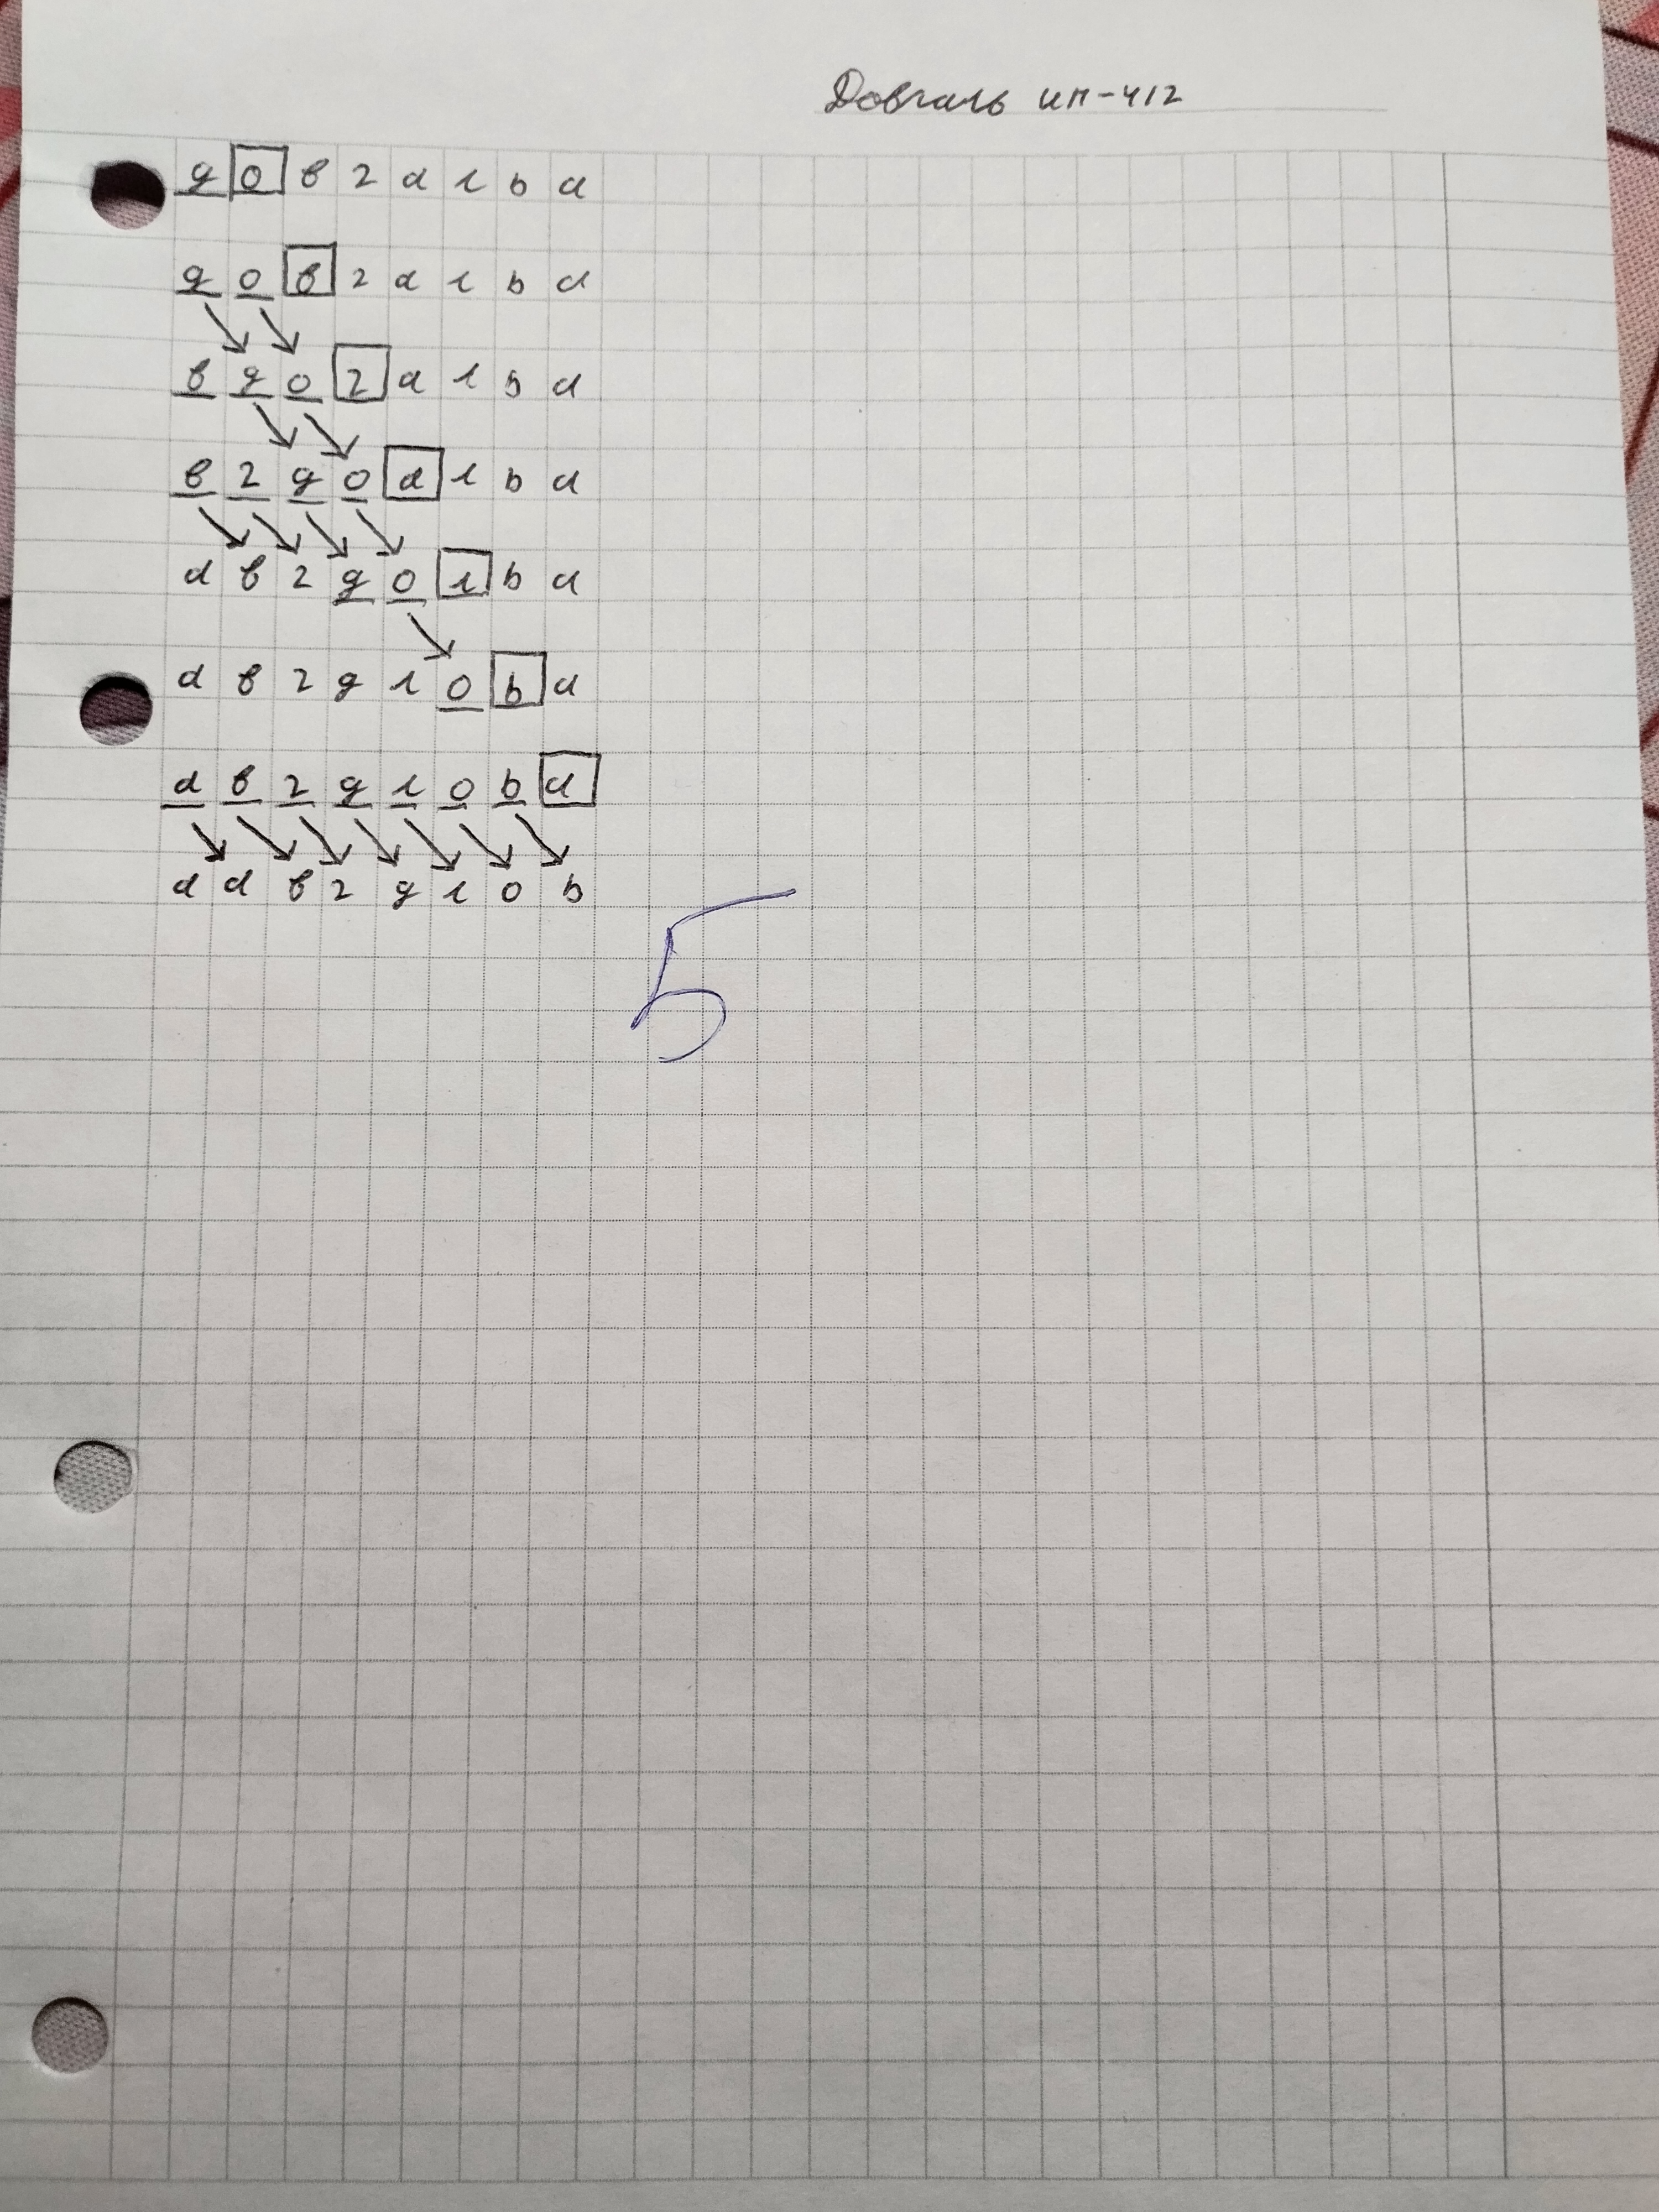 Довгаль ип-412
д о в г а л ь а
д о в г а л ь а
в д о г а л ь а
в г д о а л ь а
а в г д о л ь а
а в г д л о ь а
а в г д л о ь а
а а в г д л о ь
5